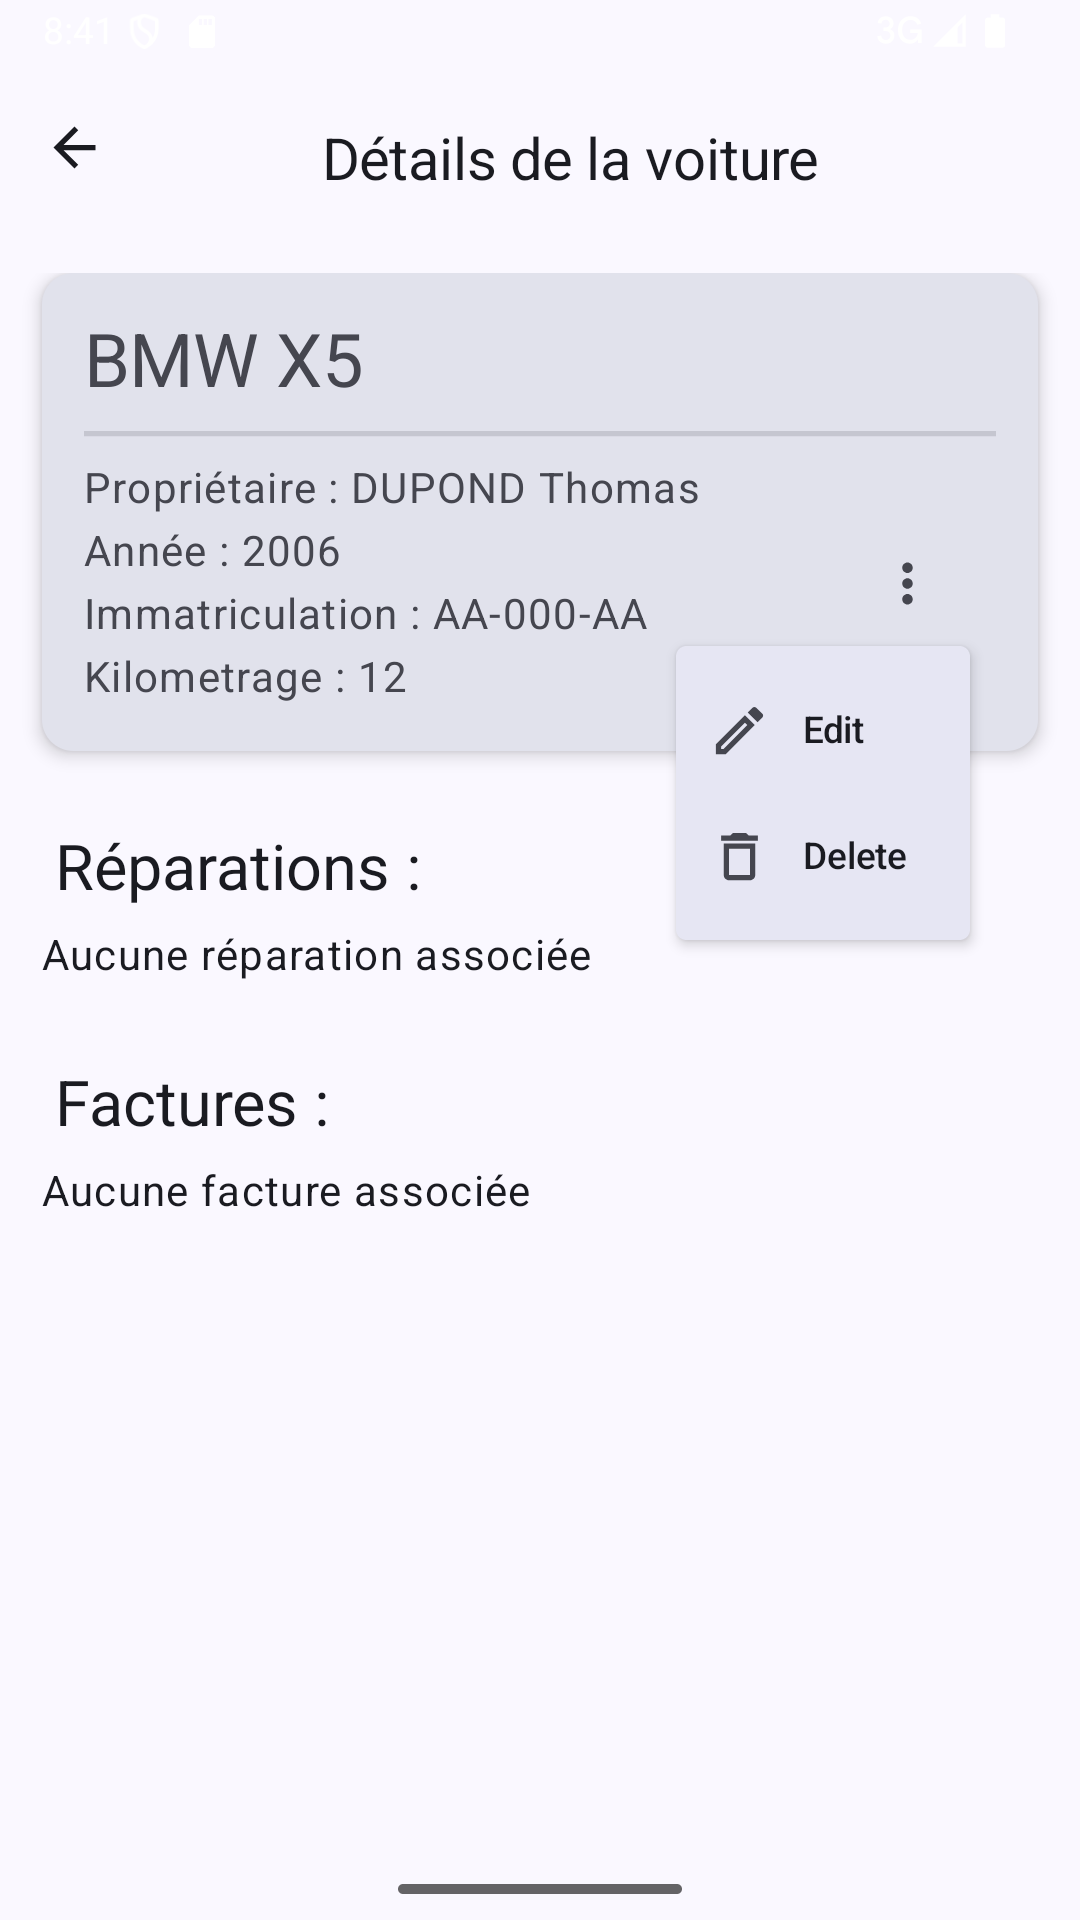 8:41
3G
Détails de la voiture
BMW X5
Propriétaire : DUPOND Thomas
Année : 2006
Immatriculation : AA-000-AA
Kilometrage : 12
Edit
Delete
Réparations :
Aucune réparation associée
Factures :
Aucune facture associée